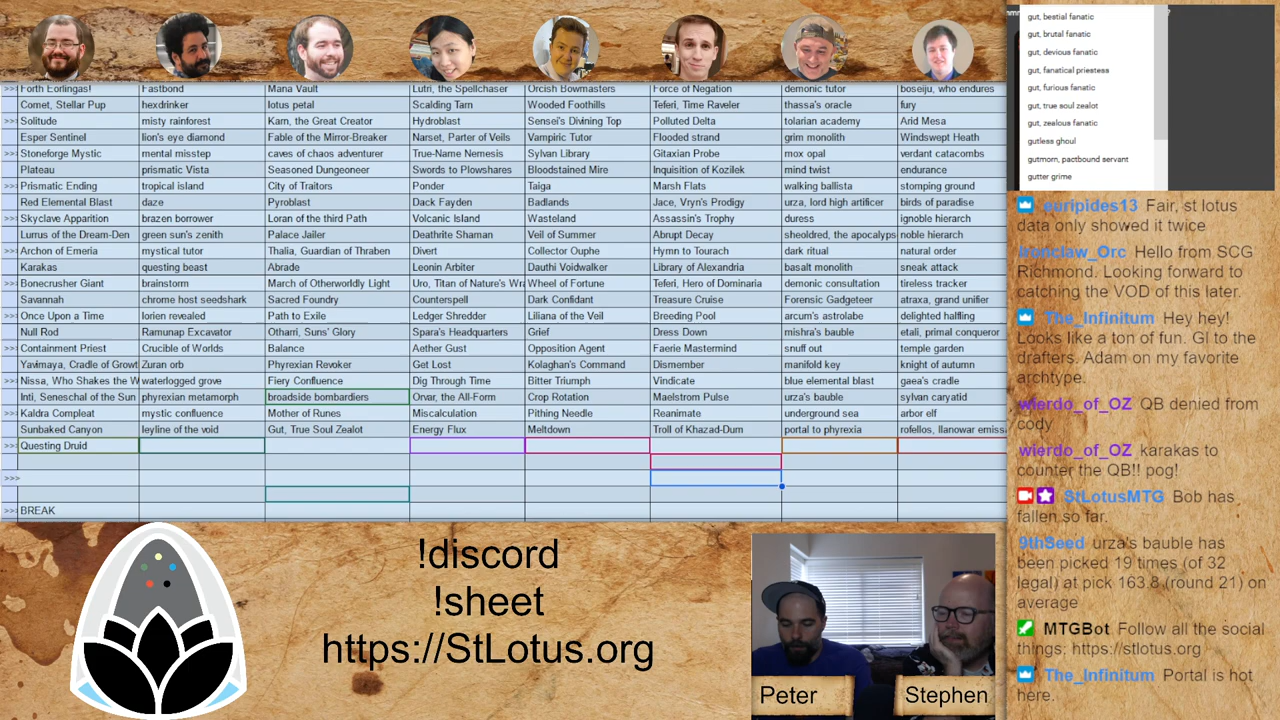 >>> Forth Eorlingas! Fastbond Mana Vault Lutri, the Spellchaser Orcish Bowmasters Force of Negation demonic tutor boseiju, who endures
Comet, Stellar Pup hexdrinker lotus petal Scalding Tarn Wooded Foothills Teferi, Time Raveler thassa's oracle fury
>>> Solitude misty rainforest Karn, the Great Creator Hydroblast Sensei's Divining Top Polluted Delta tolarian academy Arid Mesa
Esper Sentinel lion's eye diamond Fable of the Mirror-Breaker Narset, Parter of Veils Vampiric Tutor Flooded strand grim monolith Windswept Heath
>>> Stoneforge Mystic mental misstep caves of chaos adventurer True-Name Nemesis Sylvan Library Gitaxian Probe mox opal verdant catacombs
Plateau prismatic Vista Seasoned Dungeoneer Swords to Plowshares Bloodstained Mire Inquisition of Kozilek mind twist endurance
>>> Prismatic Ending tropical island City of Traitors Ponder Taiga Marsh Flats walking ballista stomping ground
Red Elemental Blast daze Pyroblast Dack Fayden Badlands Jace, Vryn's Prodigy urza, lord high artificer birds of paradise
>>> Skyclave Apparition brazen borrower Loran of the third Path Volcanic Island Wasteland Assassin's Trophy duress ignoble hierarch
Lurrus of the Dream-Den green sun's zenith Palace Jailer Deathrite Shaman Veil of Summer Abrupt Decay sheoldred, the apocalyps noble hierarch
>>> Archon of Emeria mystical tutor Thalia, Guardian of Thraben Divert Collector Ouphe Hymn to Tourach dark ritual natural order
Karakas questing beast Abrade Leonin Arbiter Dauthi Voidwalker Library of Alexandria basalt monolith sneak attack
>>> Bonecrusher Giant brainstorm March of Otherworldly Light Uro, Titan of Nature's Wra Wheel of Fortune Teferi, Hero of Dominaria demonic consultation tireless tracker
Savannah chrome host seedshark Sacred Foundry Counterspell Dark Confidant Treasure Cruise Forensic Gadgeteer atraxa, grand unifier
>>> Once Upon a Time lorien revealed Path to Exile Ledger Shredder Liliana of the Veil Breeding Pool arcum's astrolabe delighted halfling
Null Rod Ramunap Excavator Otharri, Suns' Glory Spara's Headquarters Grief Dress Down mishra's bauble etali, primal conqueror
>>> Containment Priest Crucible of Worlds Balance Aether Gust Opposition Agent Faerie Mastermind snuff out temple garden
Yavimaya, Cradle of Growt Zuran orb Phyrexian Revoker Get Lost Kolaghan's Command Dismember manifold key knight of autumn
>>> Nissa, Who Shakes the W waterlogged grove Fiery Confluence Dig Through Time Bitter Triumph Vindicate blue elemental blast gaea's cradle
Inti, Seneschal of the Sun phyrexian metamorph broadside bombardiers Orvar, the All-Form Crop Rotation Maelstrom Pulse urza's bauble sylvan caryatid
>>> Kaldra Compleat mystic confluence Mother of Runes Miscalculation Pithing Needle Reanimate underground sea arbor elf
Sunbaked Canyon leyline of the void Gut, True Soul Zealot Energy Flux Meltdown Troll of Khazad-Dum portal to phyrexia rofellos, llanowar emissa
>>> Questing Druid
>>>
BREAK
gut, bestial fanatic
gut, brutal fanatic
gut, devious fanatic
gut, fanatical priestess
gut, furious fanatic
gut, true soul zealot
gut, zealous fanatic
gutless ghoul
gutmorn, pactbound servant
gutter grime
euripides13 Fair, st lotus
data only showed it twice
Ironclaw_Orc Hello from SCG
Richmond. Looking forward to
catching the VOD of this later.
The_Infinitum Hey hey!
Looks like a ton of fun. Gl to the
drafters. Adam on my favorite
archtype.
wierdo_of_OZ QB denied from
cody
wierdo_of_OZ karakas to
counter the QB!! pog!
StLotusMTG Bob has
fallen so far.
9thSeed urza's bauble has
been picked 19 times (of 32
legal) at pick 163.8 (round 21) on
average
MTGBot Follow all the social
things; https://stlotus.org
The_Infinitum Portal is hot
here.
!discord
!sheet
https://StLotus.org
Peter
Stephen